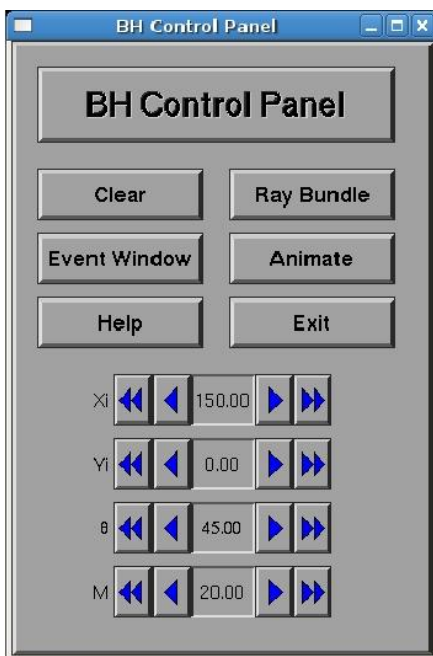 BH Control Panel
BH Control Panel
Clear Ray Bundle
Event Window Animate
Help Exit
Xi 150.00
Yi 0.00
θ 45.00
M 20.00